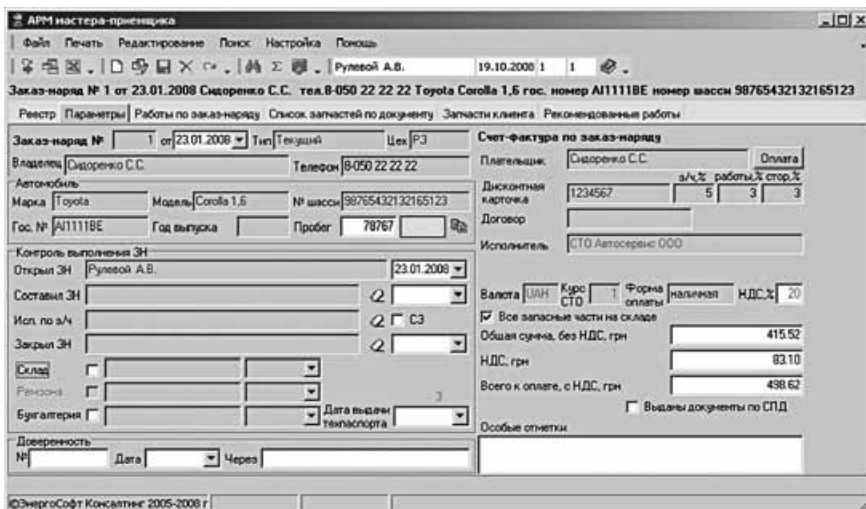 АРМ мастера-приемщика
Файл Печать Редактирование Поиск Настройка Помощь
Рулевой А.В. 19.10.2008 1 1
Заказ-наряд № 1 от 23.01.2008 Сидоренко С.С. тел.8-050 22 22 22 Toyota Corolla 1,6 гос. номер AI1111BE номер шасси 98765432132165123
Реестр Параметры Работы по заказ-наряду Список запчастей по документу Запчасти клиента Рекомендованные работы
Заказ-наряд № 1 от 23.01.2008 Тип Текущий Цех РЗ
Владелец Сидоренко С.С. Телефон 8-050 22 22 22
Автомобиль
Марка Toyota Модель Corolla 1,6 № шасси 98765432132165123
Гос. № AI1111BE Год выпуска Пробег 78767
Контроль выполнения ЗН
Открыл ЗН Рулевой А.В. 23.01.2008
Составил ЗН
Исп. по з/ч СЗ
Закрыл ЗН
Склад
Ремзона 3
Бухгалтерия Дата выдачи техпаспорта
Доверенность
№ Дата Через
Счет-фактура по заказ-наряду
Плательщик Сидоренко С.С. Оплата
з/ч,% работы,% стор,%
Дисконтная карточка 1234567 5 3 3
Договор
Исполнитель СТО Автосервис ООО
Валюта UAH Курс СТО 1 Форма оплаты наличная НДС,% 20
Все запасные части на складе
Общая сумма, без НДС, грн 415.52
НДС, грн 83.10
Всего к оплате, с НДС, грн 498.62
Выданы документы по СПД
Особые отметки
©ЭнергоСофт Консалтинг 2005-2008 г